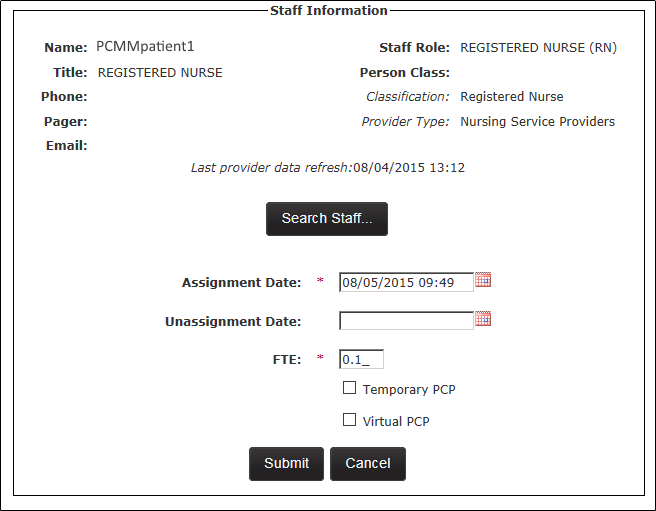 Staff Information
Name: PCMMpatient1 Staff Role: REGISTERED NURSE (RN)
Title: REGISTERED NURSE Person Class:
Phone: Classification: Registered Nurse
Pager: Provider Type: Nursing Service Providers
Email:
Last provider data refresh:08/04/2015 13:12
Search Staff...
Assignment Date: * 08/05/2015 09:49
Unassignment Date:
FTE: * 0.1_
Temporary PCP
Virtual PCP
Submit Cancel